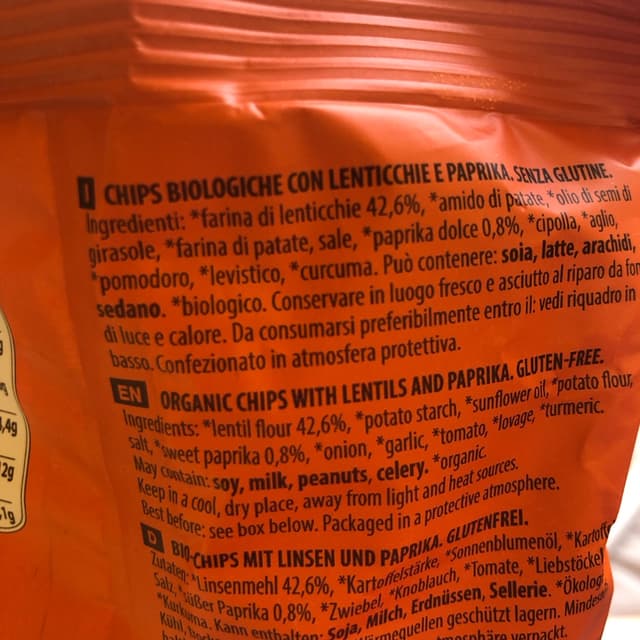 I CHIPS BIOLOGICHE CON LENTICCHIE E PAPRIKA. SENZA GLUTINE.
Ingredienti: *farina di lenticchie 42,6%, *amido di patate, *olio di semi di
girasole, *farina di patate, sale, *paprika dolce 0,8%, *cipolla, *aglio,
*pomodoro, *levistico, *curcuma. Può contenere: soia, latte, arachidi,
sedano. *biologico. Conservare in luogo fresco e asciutto al riparo da
di luce e calore. Da consumarsi preferibilmente entro il: vedi riquadro in
basso. Confezionato in atmosfera protettiva.
EN ORGANIC CHIPS WITH LENTILS AND PAPRIKA. GLUTEN-FREE.
Ingredients: *lentil flour 42,6%, *potato starch, *sunflower oil, *potato flour,
salt, *sweet paprika 0,8%, *onion, *garlic, *tomato, *lovage, *turmeric.
May contain: soy, milk, peanuts, celery. *organic.
Keep in a cool, dry place, away from light and heat sources.
Best before: see box below. Packaged in a protective atmosphere.
D BIO-CHIPS MIT LINSEN UND PAPRIKA. GLUTENFREI.
Zutaten: *Linsenmehl 42,6%, *Kartoffelstärke, *Sonnenblumenöl,
Salz, *süßer Paprika 0,8%, *Zwiebel, *Knoblauch, *Tomate, *Liebstöckel
*Kurkuma. Kann enthalten: Soja, Milch, Erdnüssen, Sellerie.
geschützt lagern.
verpackt.